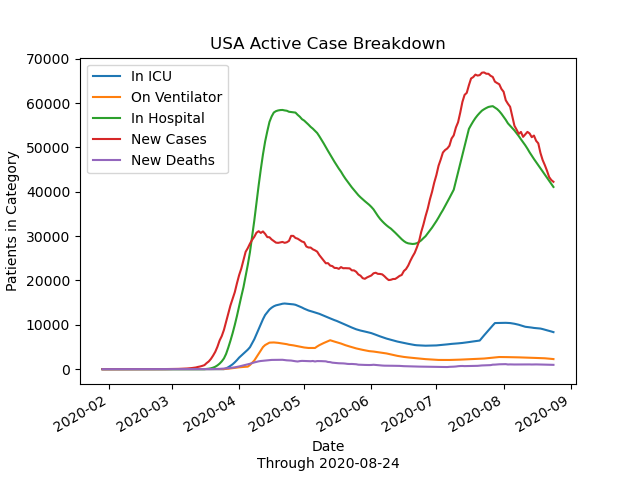 USA Active Case Breakdown
70000
60000
50000
40000
30000
20000
10000
0
Patients in Category
In ICU
On Ventilator
In Hospital
New Cases
New Deaths
2020-02
2020-03
2020-04
2020-05
2020-06
2020-07
2020-08
2020-09
Date
Through 2020-08-24